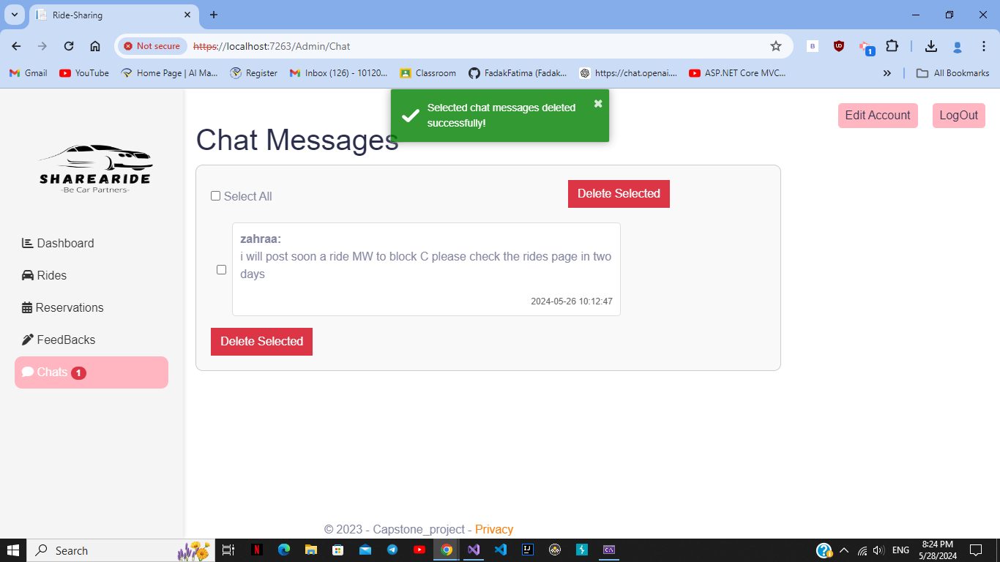 Ride-Sharing
Not secure
https://localhost:7263/Admin/Chat
B
UD
1
Gmail
YouTube
Home Page | Al Ma...
Register
Inbox (126) - 10120...
Classroom
FadakFatima (Fadak...
https://chat.openai....
ASP.NET Core MVC...
All Bookmarks
Selected chat messages deleted
successfully!
Edit Account
LogOut
SHAREARIDE
-Be Car Partners-
Dashboard
Rides
Reservations
FeedBacks
Chats 1
Chat Messages
Select All
Delete Selected
zahraa:
i will post soon a ride MW to block C please check the rides page in two
days
2024-05-26 10:12:47
Delete Selected
© 2023 - Capstone_project - Privacy
Search
N
IJ
C:\
ENG
8:24 PM
5/28/2024